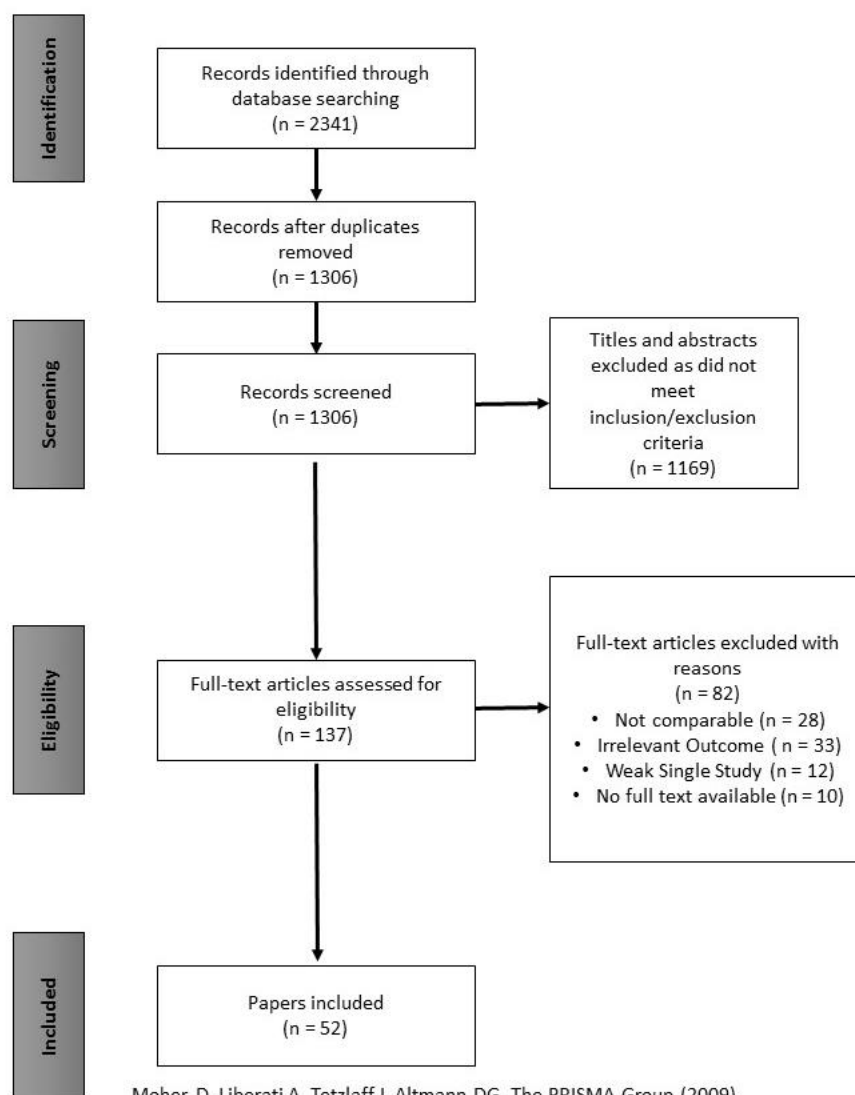 Identification
Records identified through
database searching
(n = 2341)
Records after duplicates
removed
(n = 1306)
Screening
Records screened
(n = 1306)
Titles and abstracts
excluded as did not
meet
inclusion/exclusion
criteria
(n = 1169)
Eligibility
Full-text articles assessed for
eligibility
(n = 137)
Full-text articles excluded with
reasons
(n = 82)
• Not comparable (n = 28)
• Irrelevant Outcome ( n = 33)
• Weak Single Study (n = 12)
• No full text available (n = 10)
Included
Papers included
(n = 52)
Moher D, Liberati A, Tetzlaff J, Altmann DG, The PRISMA Group (2009)